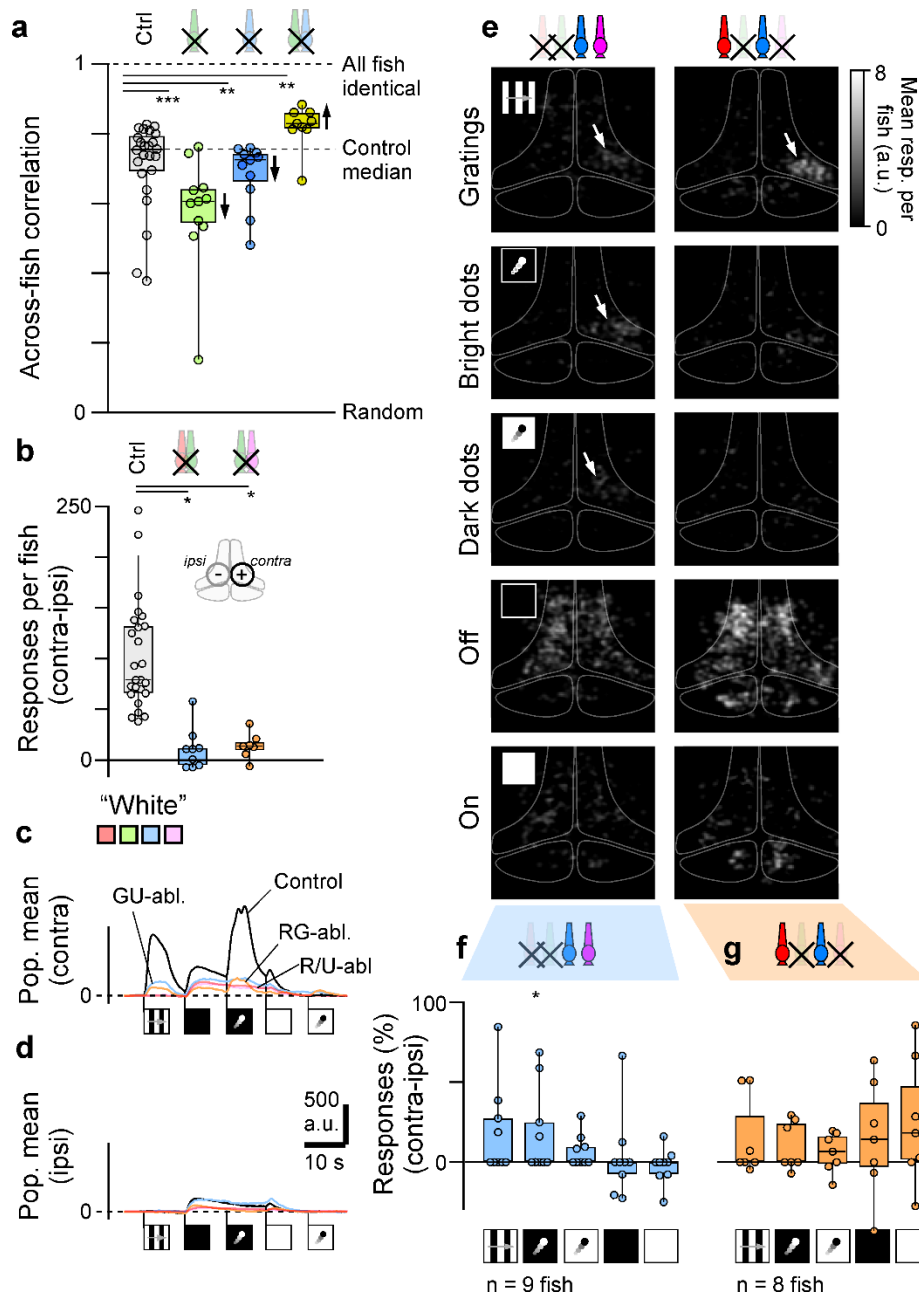 a
Ctrl
1
All fish
identical
***
**
**
Control
median
Across-fish correlation
0
Random
b
Ctrl
*
*
250
ipsi
contra
-
+
Responses per fish
(contra-ipsi)
0
"White"
c
Control
GU-abl.
RG-abl.
R/U-abl
Pop. mean
(contra)
0
d
500
a.u.
10 s
Pop. mean
(ipsi)
0
e
8
Mean resp. per
fish (a.u.)
0
Gratings
Bright dots
Dark dots
Off
On
f
*
100
Responses (%)
(contra-ipsi)
0
n = 9 fish
g
n = 8 fish